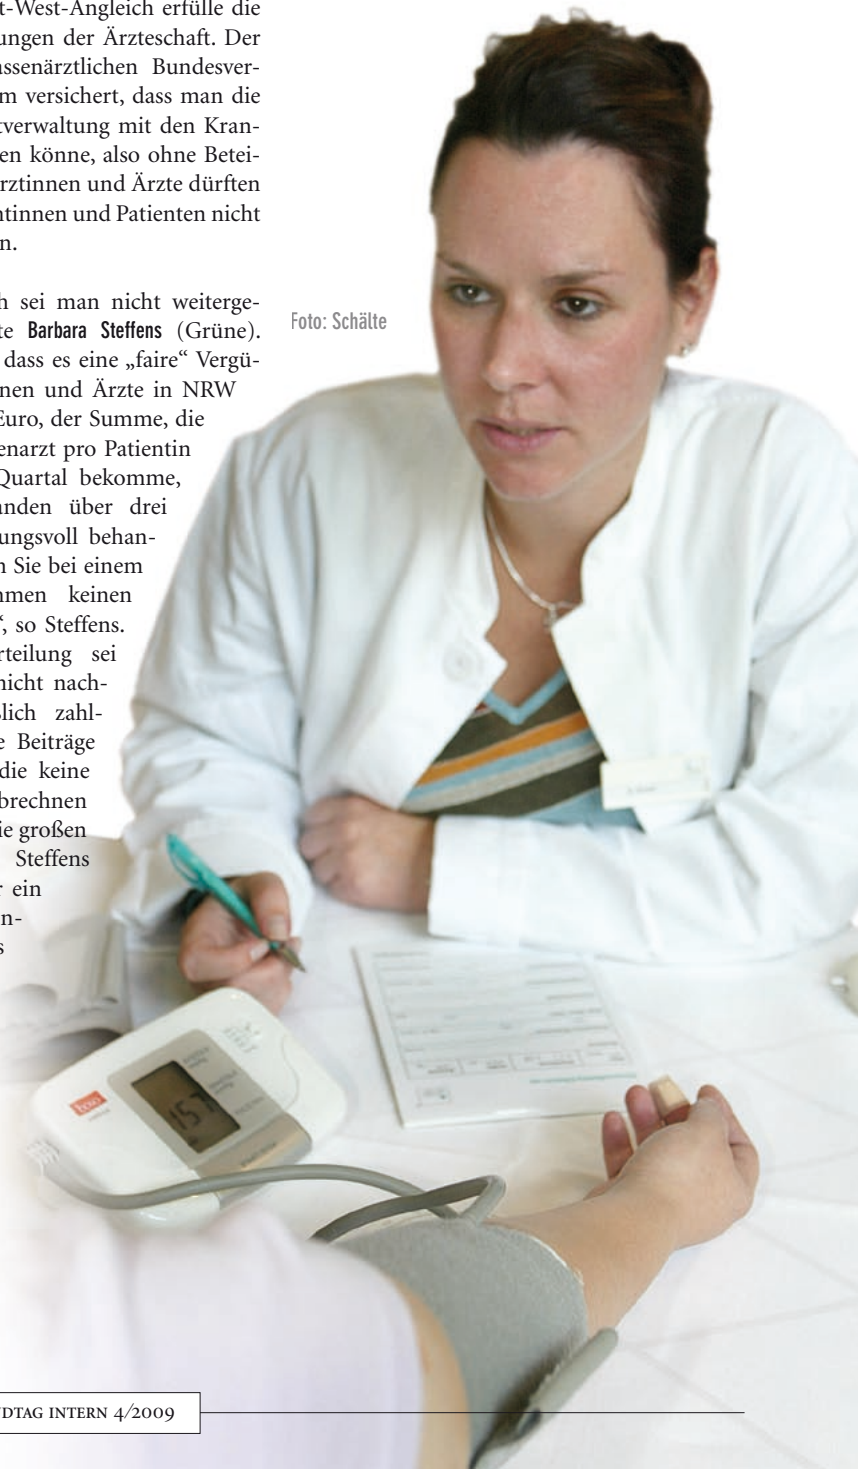 t-West-Angleich erfülle die
ungen der Ärzteschaft. Der
assenärztlichen Bundesver-
m versichert, dass man die
tverwaltung mit den Kran-
en könne, also ohne Betei-
rztinnen und Ärzte dürften
ntinnen und Patienten nicht
n.
h sei man nicht weiterge-
te Barbara Steffens (Grüne).
dass es eine „faire“ Vergü-
nen und Ärzte in NRW
Euro, der Summe, die
enarzt pro Patientin
Quartal bekomme,
anden über drei
ungsvoll behan-
n Sie bei einem
mmen keinen
“, so Steffens.
rteilung sei
nicht nach-
lich zahl-
e Beiträge
die keine
brechnen
ie großen
Steffens
r ein
n-
s
Foto: Schälte
boso
157
DTAG INTERN 4/2009